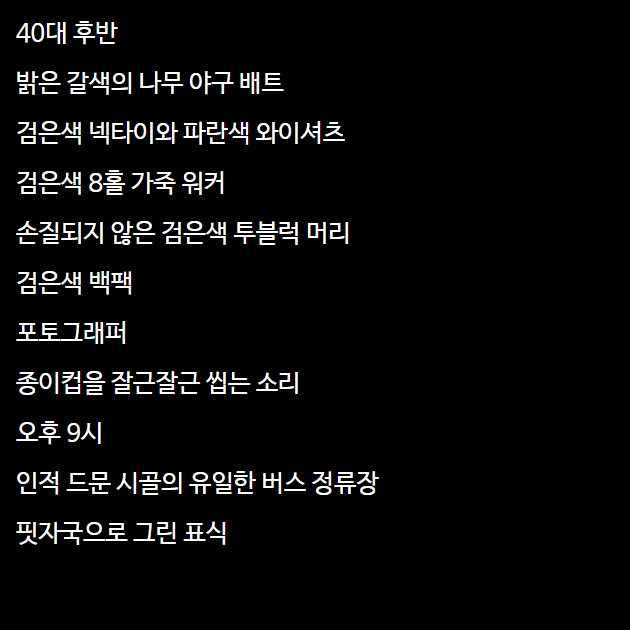 40대 후반
밝은 갈색의 나무 야구 배트
검은색 넥타이와 파란색 와이셔츠
검은색 8홀 가죽 워커
손질되지 않은 검은색 투블럭 머리
검은색 백팩
포토그래퍼
종이컵을 잘근잘근 씹는 소리
오후 9시
인적 드문 시골의 유일한 버스 정류장
핏자국으로 그린 표식